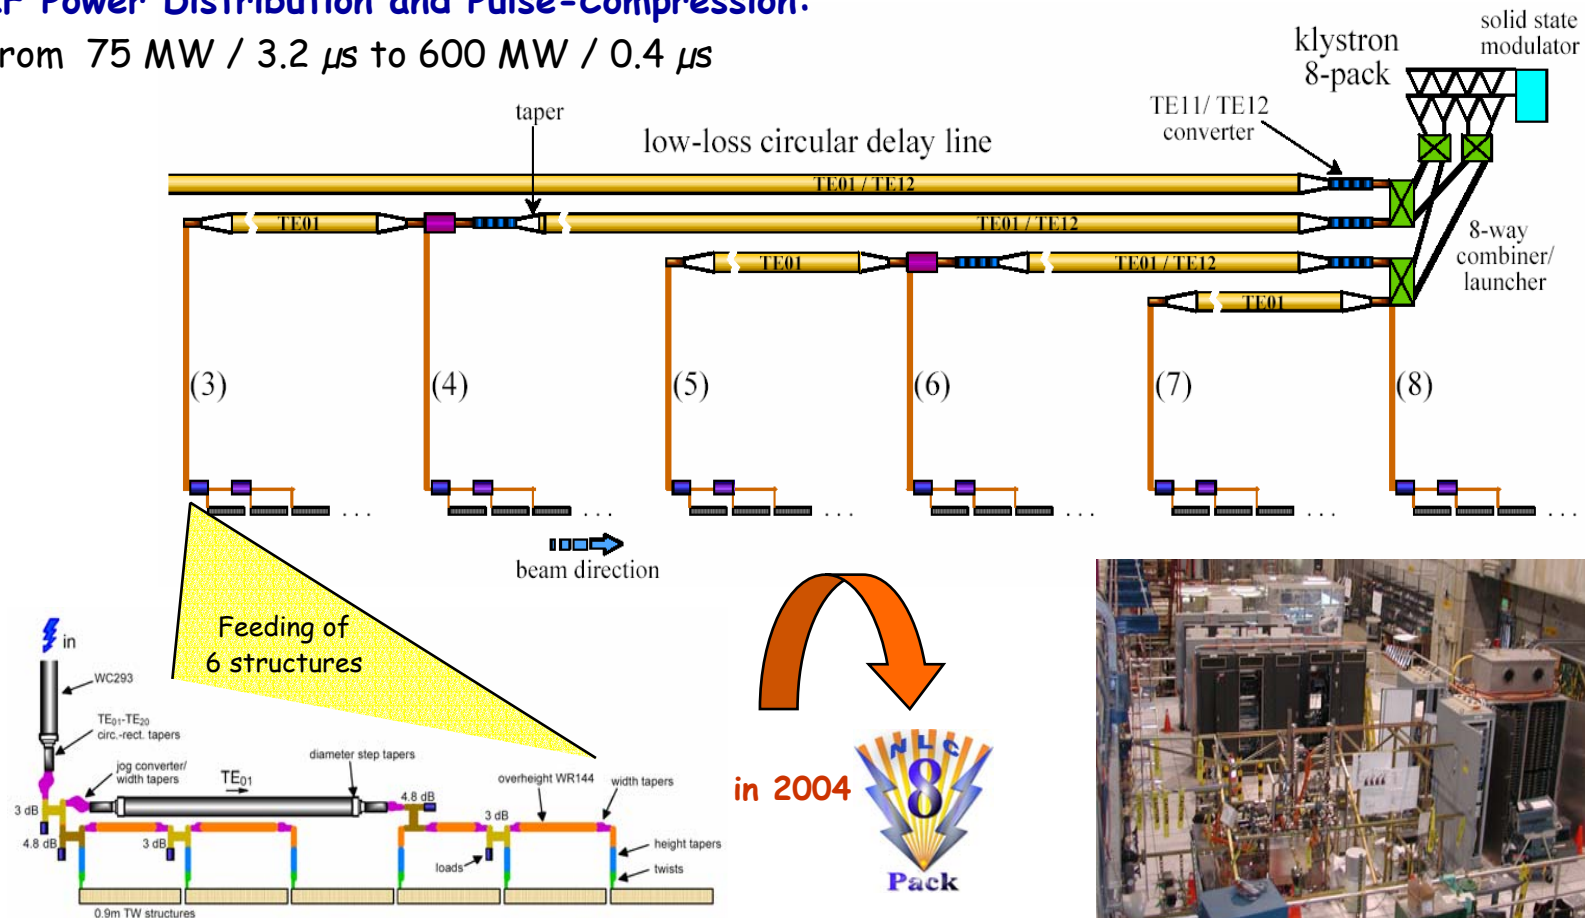 Power Distribution and Pulse-Compression:
rom 75 MW / 3.2 µs to 600 MW / 0.4 µs
solid state
modulator
klystron
8-pack
taper
TE11/ TE12
converter
low-loss circular delay line
TE01 / TE12
TE01
TE01 / TE12
8-way
combiner/
launcher
TE01
TE01 / TE12
TE01
(3)
(4)
(5)
(6)
(7)
(8)
. . .
. . .
. . .
. . .
. . .
. . .
beam direction
Feeding of
6 structures
in
WC293
TE01-TE20
circ.-rect. tapers
jog converter/
width tapers
TE01
diameter step tapers
overheight WR144
width tapers
3 dB
4.8 dB
3 dB
4.8 dB
3 dB
loads
height tapers
twists
0.9m TW structures
in 2004
NLC
8
Pack